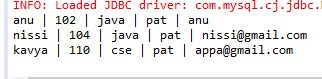 INFO: Loaded JDBC driver: com.mysql.cj.jdbc.
anu | 102 | java | pat | anu
nissi | 104 | java | pat | nissi@gmail.com
kavya | 110 | cse | pat | appa@gmail.com